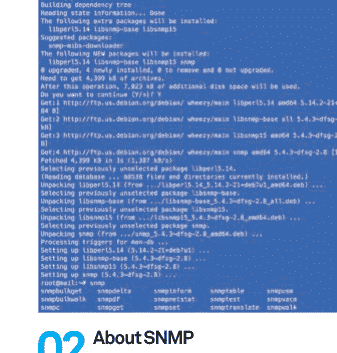 Building dependency tree
Reading state information... Done
The following extra packages will be installed:
libperl5.14 libsnmp-base libsnmp15
Suggested packages:
snmp-mibs-downloader
The following NEW packages will be installed:
libperl5.14 libsnmp-base libsnmp15 snmp
0 upgraded, 4 newly installed, 0 to remove and 0 not upgraded.
Need to get 4,399 kB of archives.
After this operation, 7,023 kB of additional disk space will be used.
Do you want to continue [Y/n]? Y
Get:1 http://ftp.us.debian.org/debian/ wheezy/main libperl5.14 amd64 5.14.2-21+
Get:2 http://ftp.us.debian.org/debian/ wheezy/main libsnmp-base all 5.4.3~dfsg-
kB]
Get:3 http://ftp.us.debian.org/debian/ wheezy/main libsnmp15 amd64 5.4.3~dfsg-2
B]
Get:4 http://ftp.us.debian.org/debian/ wheezy/main snmp amd64 5.4.3~dfsg-2.8 [1
Fetched 4,399 kB in 3s (1,387 kB/s)
Selecting previously unselected package libperl5.14.
(Reading database ... files and directories currently installed.)
Unpacking libperl5.14 (from .../libperl5.14_5.14.2-21+deb7u1_amd64.deb) ...
Selecting previously unselected package libsnmp-base.
Unpacking libsnmp-base (from .../libsnmp-base_5.4.3~dfsg-2.8_all.deb) ...
Selecting previously unselected package libsnmp15.
Unpacking libsnmp15 (from .../libsnmp15_5.4.3~dfsg-2.8_amd64.deb) ...
Selecting previously unselected package snmp.
Unpacking snmp (from .../snmp_5.4.3~dfsg-2.8_amd64.deb) ...
Processing triggers for man-db ...
Setting up libperl5.14 (5.14.2-21+deb7u1) ...
Setting up libsnmp-base (5.4.3~dfsg-2.8) ...
Setting up libsnmp15 (5.4.3~dfsg-2.8) ...
Setting up snmp (5.4.3~dfsg-2.8) ...
root@mail:~# snmp
snmpbulkget snmpdelta snmpinform snmptable snmpusm
snmpbulkwalk snmpdf snmpnetstat snmptest snmpvacm
snmpc snmpget snmpset snmptranslate snmpwalk
02 About SNMP